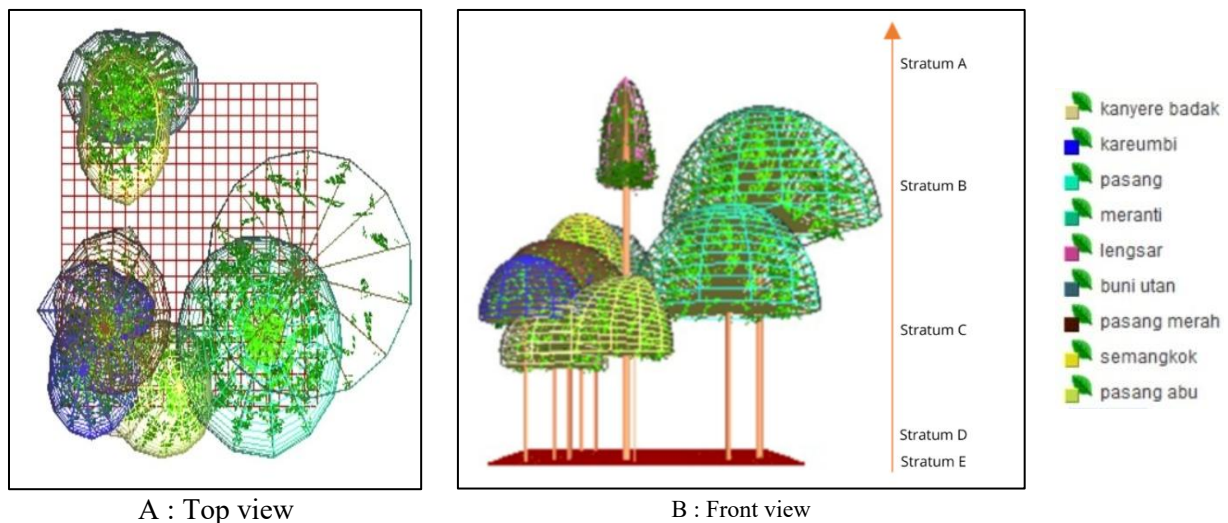 Stratum A
Stratum B
Stratum C
Stratum D
Stratum E
kanyere badak
kareumbi
pasang
meranti
lengsar
buni utan
pasang merah
semangkok
pasang abu
A : Top view
B : Front view